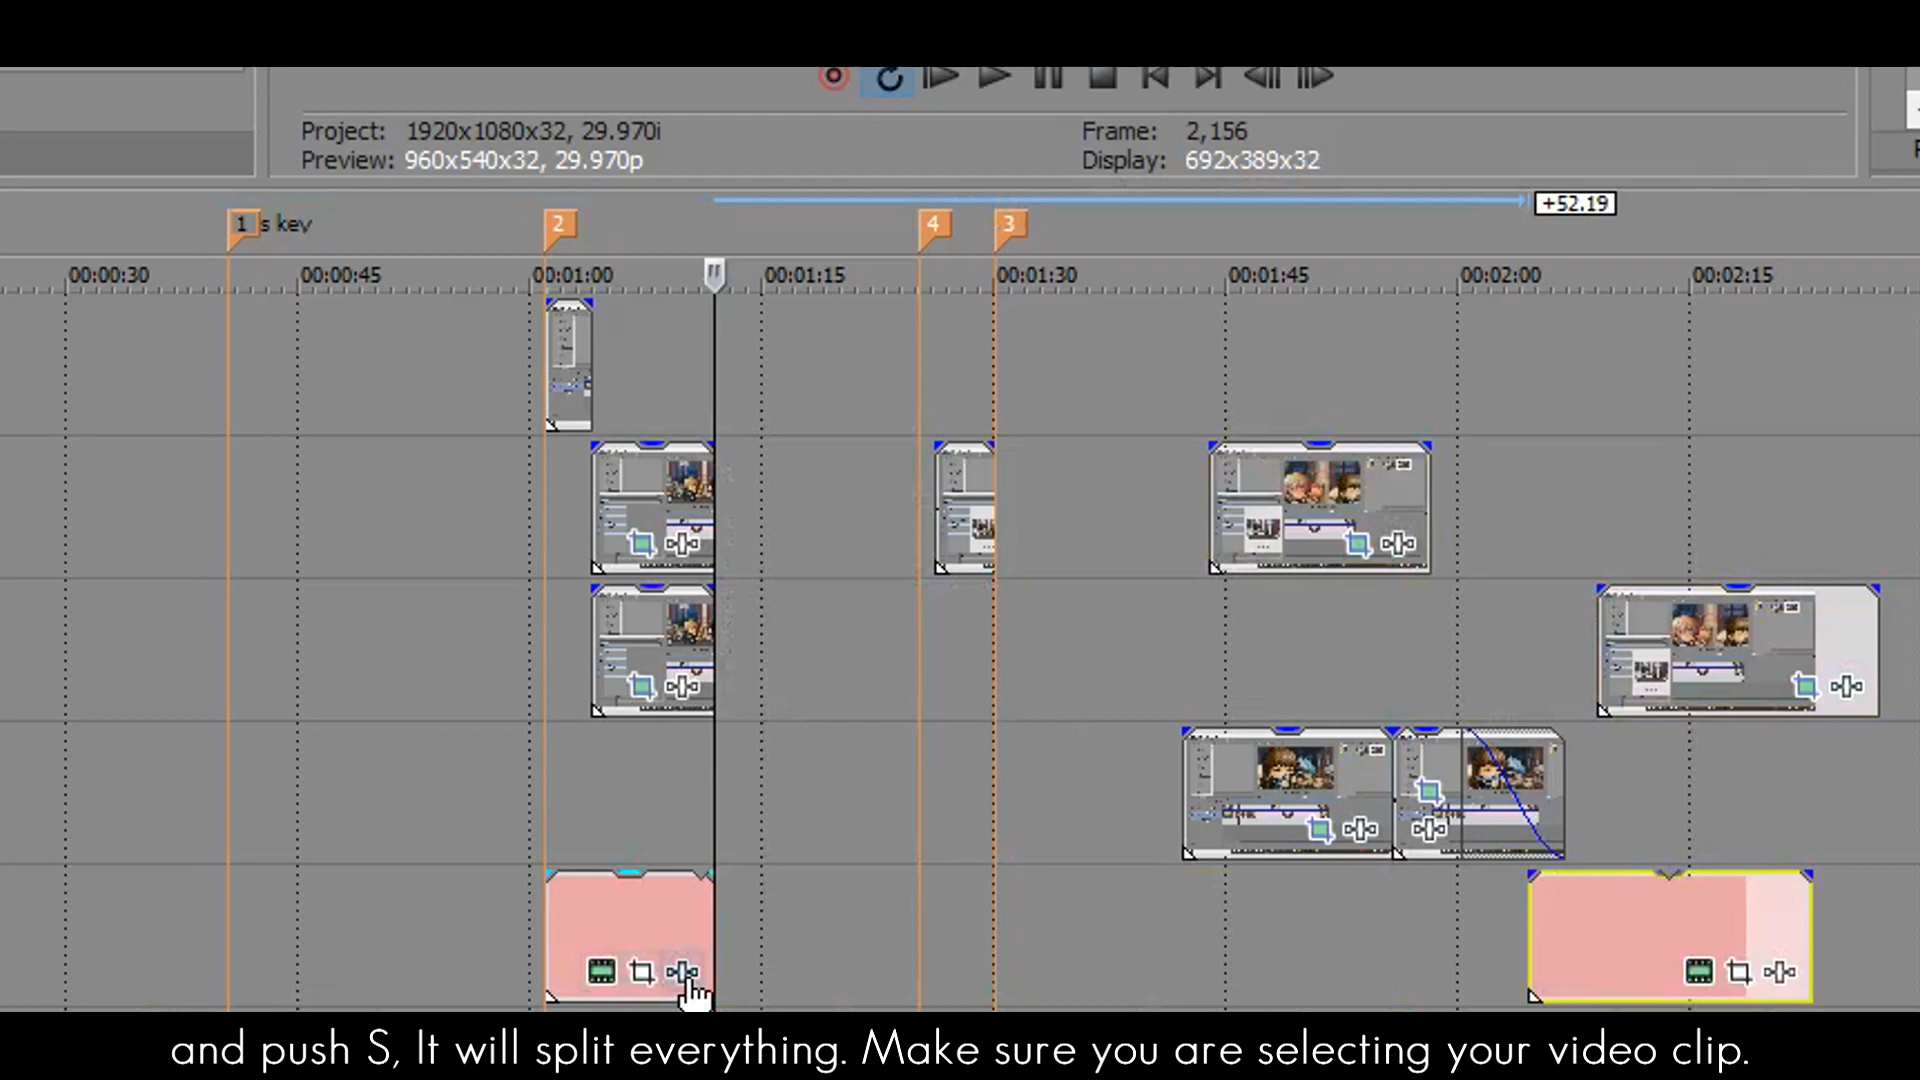 Project: 1920x1080x32, 29.970i
Frame: 2,156
Preview: 960x540x32, 29.970p
Display: 692x389x32
+52.19
1 s key
2
4
3
00:00:30 00:00:45 00:01:00 00:01:15 00:01:30 00:01:45 00:02:00 00:02:15
and push S, It will split everything. Make sure you are selecting your video clip.